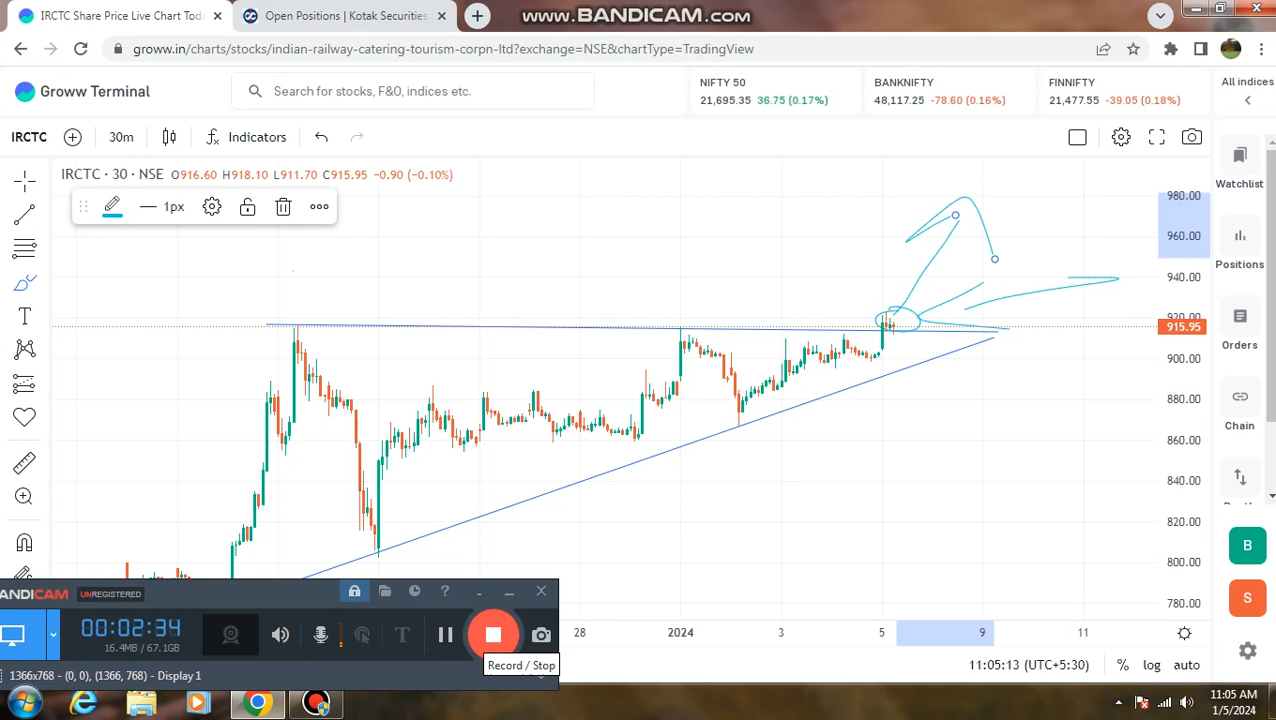 IRCTC Share Price Live Chart Toda
Open Positions | Kotak Securities
www.BANDICAM.com
groww.in/charts/stocks/indian-railway-catering-tourism-corpn-ltd?exchange=NSE&chartType=TradingView
Groww Terminal
Search for stocks, F&O, indices etc.
NIFTY 50
21,695.35 36.75 (0.17%)
BANKNIFTY
48,117.25 -78.60 (0.16%)
FINNIFTY
21,477.55 -39.05 (0.18%)
All indices
IRCTC
30m
Indicators
IRCTC · 30 · NSE O916.60 H918.10 L911.70 C915.95 −0.90 (−0.10%)
1px
980.00
960.00
940.00
920.00
915.95
900.00
880.00
860.00
840.00
820.00
800.00
780.00
Watchlist
Positions
Orders
Chain
B
S
28
2024
3
5
9
11
11:05:13 (UTC+5:30)
%
log
auto
ANDICAM UNREGISTERED
00:02:34
16.4MB / 67.1GB
T
Record / Stop
1366x768 - (0, 0), (1366, 768) - Display 1
11:05 AM
1/5/2024